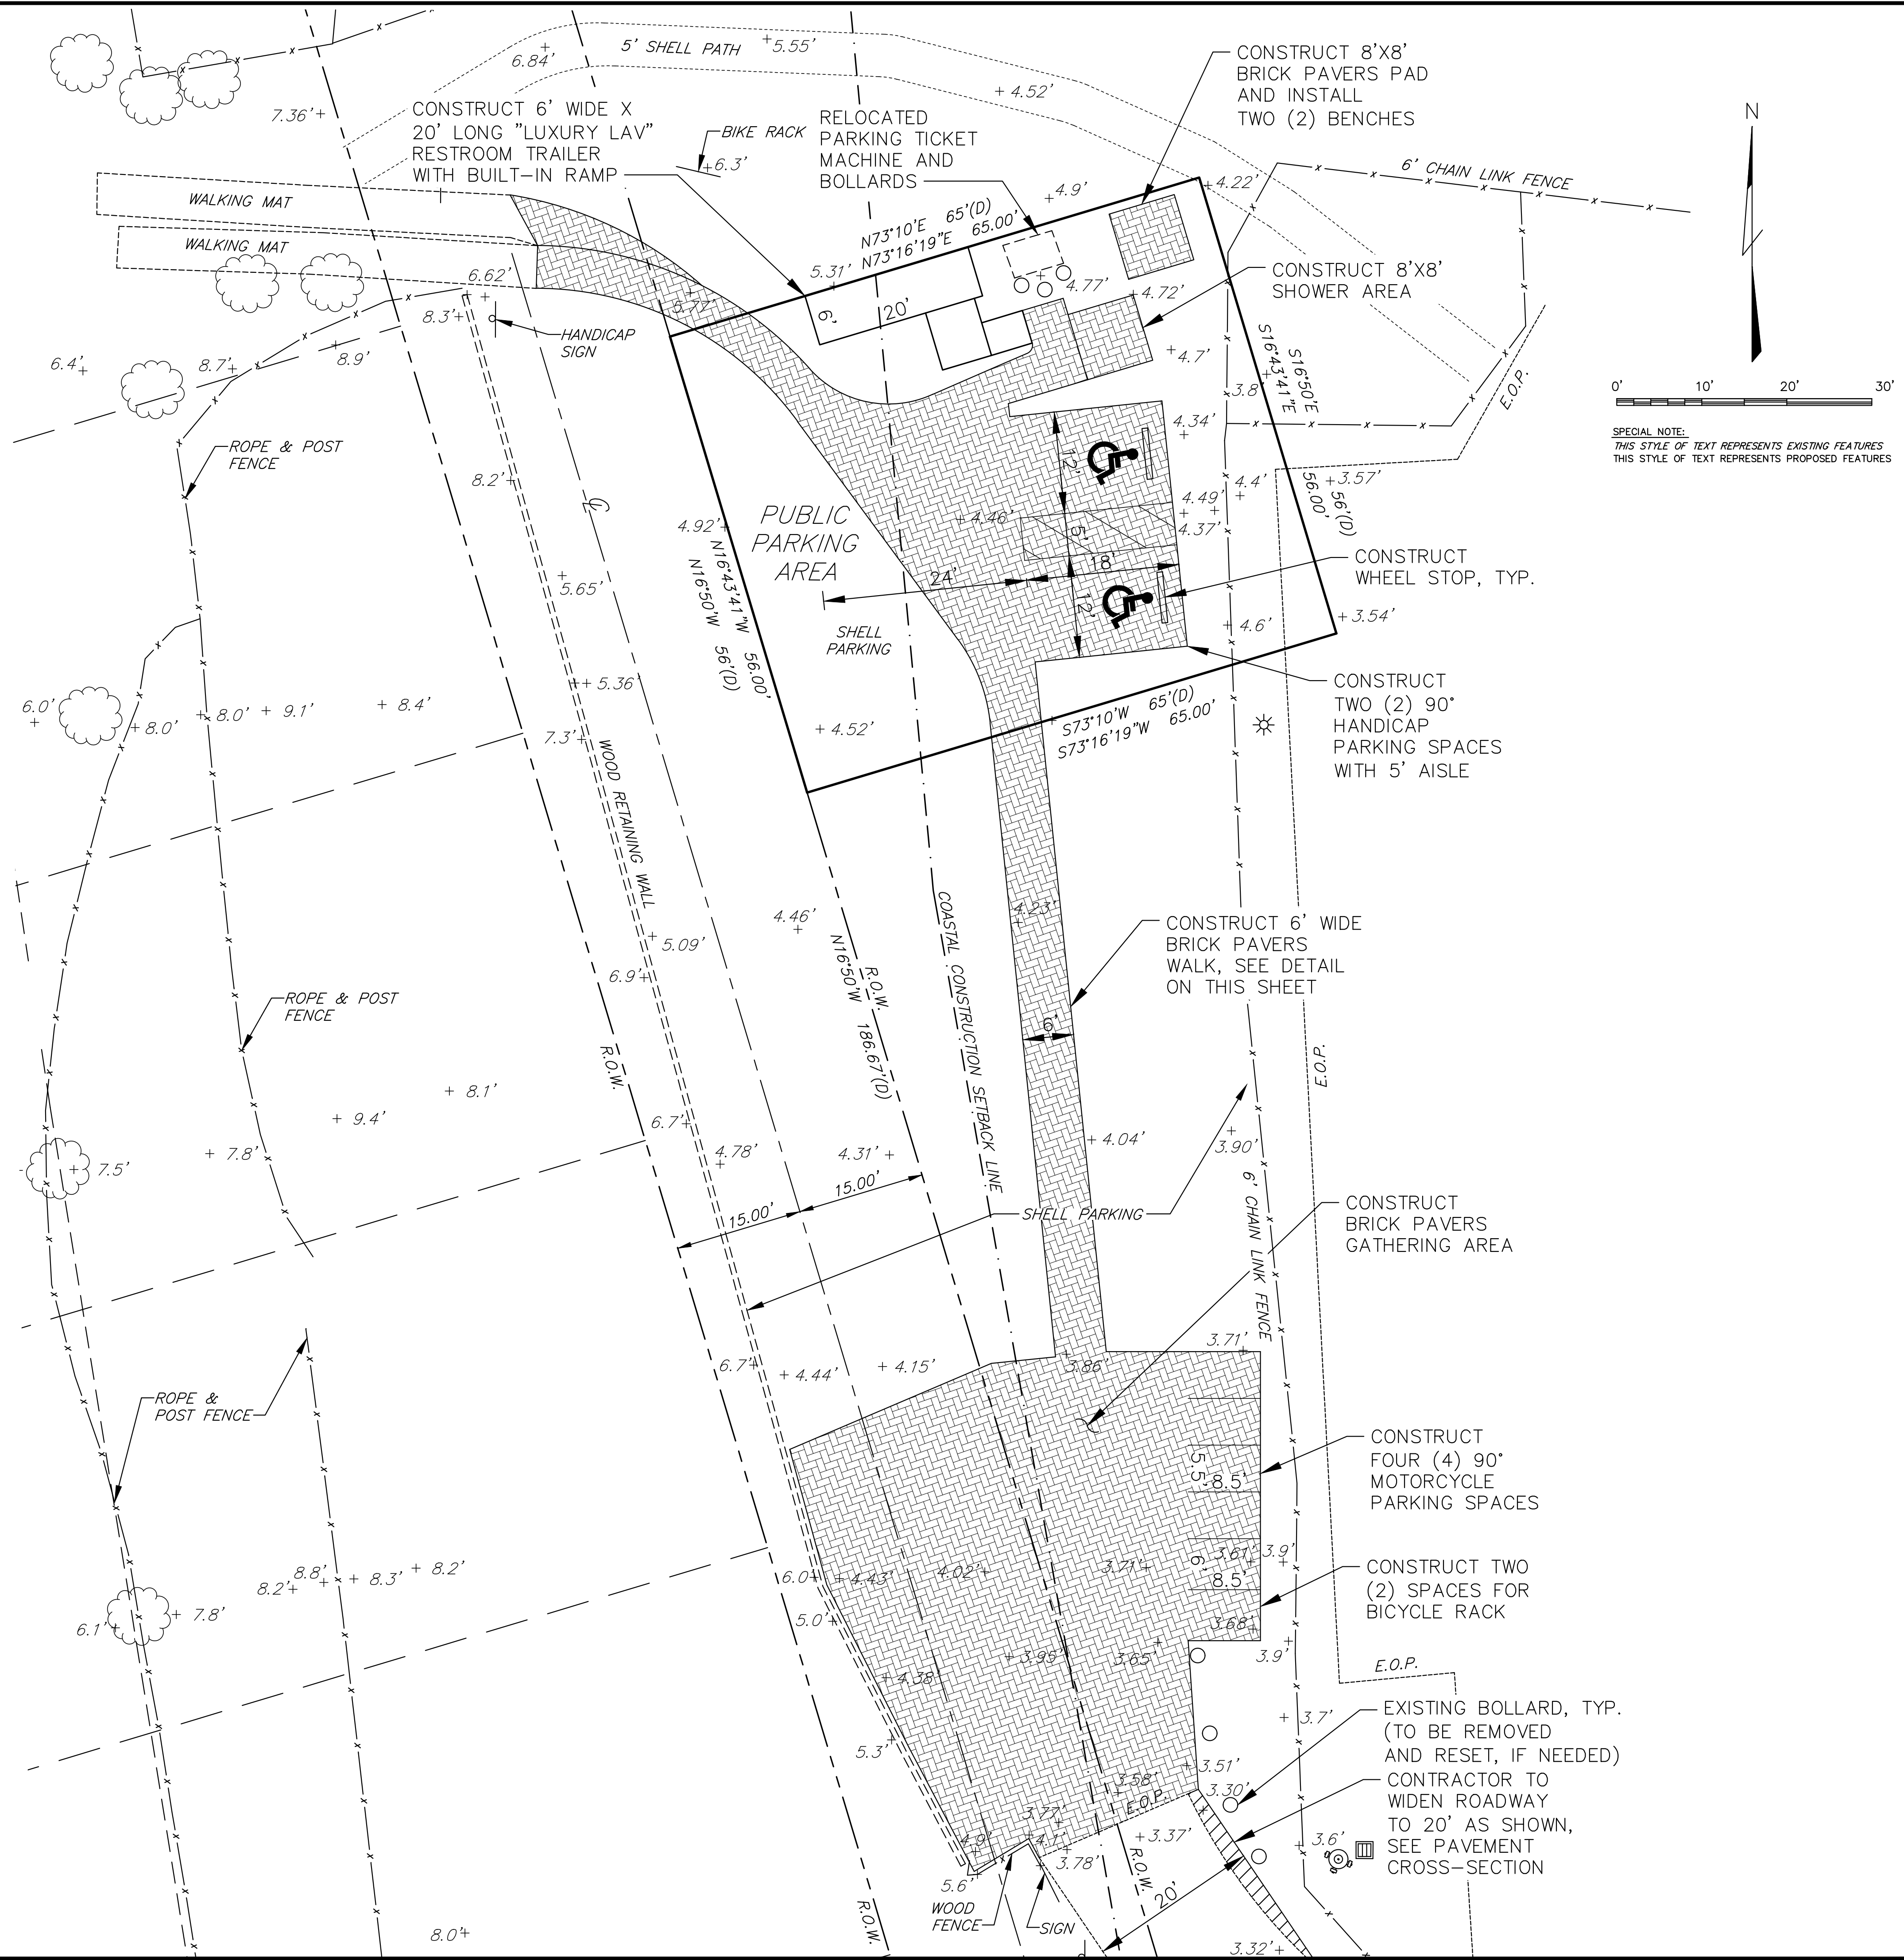 5' SHELL PATH
5.55'
6.84'
7.36'
4.52'
CONSTRUCT 6' WIDE X
20' LONG "LUXURY LAV"
RESTROOM TRAILER
WITH BUILT-IN RAMP
BIKE RACK
6.3'
RELOCATED
PARKING TICKET
MACHINE AND
BOLLARDS
CONSTRUCT 8'X8'
BRICK PAVERS PAD
AND INSTALL
TWO (2) BENCHES
N
6' CHAIN LINK FENCE
4.9'
4.22'
WALKING MAT
WALKING MAT
N73°10'E 65'(D)
N73°16'19"E 65.00'
6.62'
5.31'
5.77'
6'
20'
4.77'
4.72'
CONSTRUCT 8'X8'
SHOWER AREA
8.3'
HANDICAP
SIGN
6.4'
8.7'
8.9'
4.7'
3.8'
S16°50'E
S16°43'41"E
56'(D)
56.00'
E.O.P.
0' 10' 20' 30'
SPECIAL NOTE:
THIS STYLE OF TEXT REPRESENTS EXISTING FEATURES
THIS STYLE OF TEXT REPRESENTS PROPOSED FEATURES
4.34'
ROPE & POST
FENCE
8.2'
℄
12'
4.4'
3.57'
4.49'
4.37'
4.92'
PUBLIC
PARKING
AREA
4.46'
5'
18'
24'
12'
CONSTRUCT
WHEEL STOP, TYP.
N16°43'41"W 56.00'
N16°50'W 56'(D)
5.65'
SHELL
PARKING
4.6'
3.54'
5.36'
CONSTRUCT
TWO (2) 90°
HANDICAP
PARKING SPACES
WITH 5' AISLE
6.0'
8.0'
8.0'
9.1'
8.4'
7.3'
4.52'
S73°10'W 65'(D)
S73°16'19"W 65.00'
WOOD RETAINING WALL
4.46'
5.09'
6.9'
4.23'
CONSTRUCT 6' WIDE
BRICK PAVERS
WALK, SEE DETAIL
ON THIS SHEET
ROPE & POST
FENCE
R.O.W.
R.O.W.
N16°50'W 186.67'(D)
COASTAL CONSTRUCTION SETBACK LINE
6'
E.O.P.
8.1'
9.4'
7.8'
7.5'
6.7'
4.78'
4.31'
4.04'
3.90'
15.00'
15.00'
SHELL PARKING
6' CHAIN LINK FENCE
CONSTRUCT
BRICK PAVERS
GATHERING AREA
6.7'
4.44'
4.15'
3.86'
3.71'
ROPE &
POST FENCE
CONSTRUCT
FOUR (4) 90°
MOTORCYCLE
PARKING SPACES
5.5'
8.5'
8.2'
8.8'
8.3'
8.2'
6.0'
4.43'
4.02'
3.71'
6'
8.5'
3.61'
3.9'
CONSTRUCT TWO
(2) SPACES FOR
BICYCLE RACK
6.1'
7.8'
5.0'
3.68'
4.38'
3.95'
3.65'
3.9'
E.O.P.
5.3'
3.7'
EXISTING BOLLARD, TYP.
(TO BE REMOVED
AND RESET, IF NEEDED)
3.51'
3.58'
3.30'
E.O.P.
CONTRACTOR TO
WIDEN ROADWAY
TO 20' AS SHOWN,
SEE PAVEMENT
CROSS-SECTION
3.77'
4.9'
4.1'
3.37'
3.6'
3.78'
5.6'
R.O.W.
20'
WOOD
FENCE
SIGN
R.O.W.
8.0'
3.32'